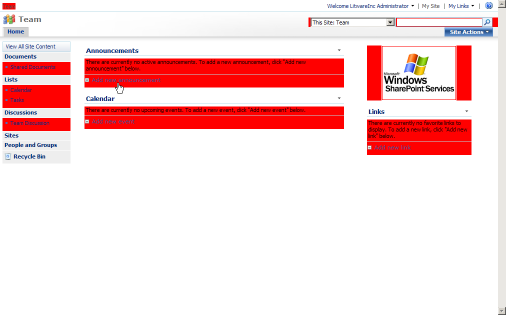 Welcome LitwareInc Administrator | My Site | My Links
Team
This Site: Team
Home
Site Actions
View All Site Content
Documents
Shared Documents
Lists
Calendar
Tasks
Discussions
Team Discussion
Sites
People and Groups
Recycle Bin
Announcements
There are currently no active announcements. To add a new announcement, click "Add new
announcement" below.
Add new announcement
Calendar
There are currently no upcoming events. To add a new event, click "Add new event" below.
Add new event
Microsoft
Windows
SharePoint Services
Links
There are currently no favorite links to
display. To add a new link, click "Add new
link" below.
Add new link